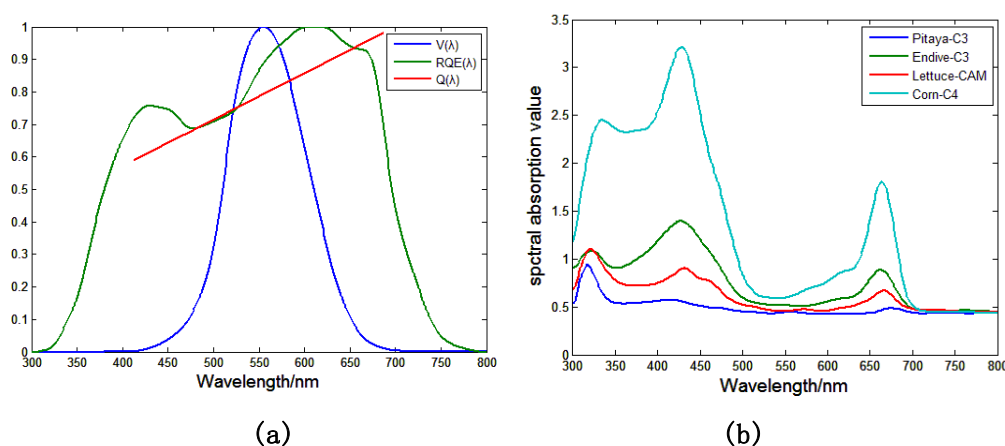 1
0.9
0.8
0.7
0.6
0.5
0.4
0.3
0.2
0.1
0
300 350 400 450 500 550 600 650 700 750 800
Wavelength/nm
V(λ)
RQE(λ)
Q(λ)
(a)
spotral absorption value
3.5
3
2.5
2
1.5
1
0.5
0
300 350 400 450 500 550 600 650 700 750 800
Wavelength/nm
Pitaya-C3
Endive-C3
Lettuce-CAM
Corn-C4
(b)